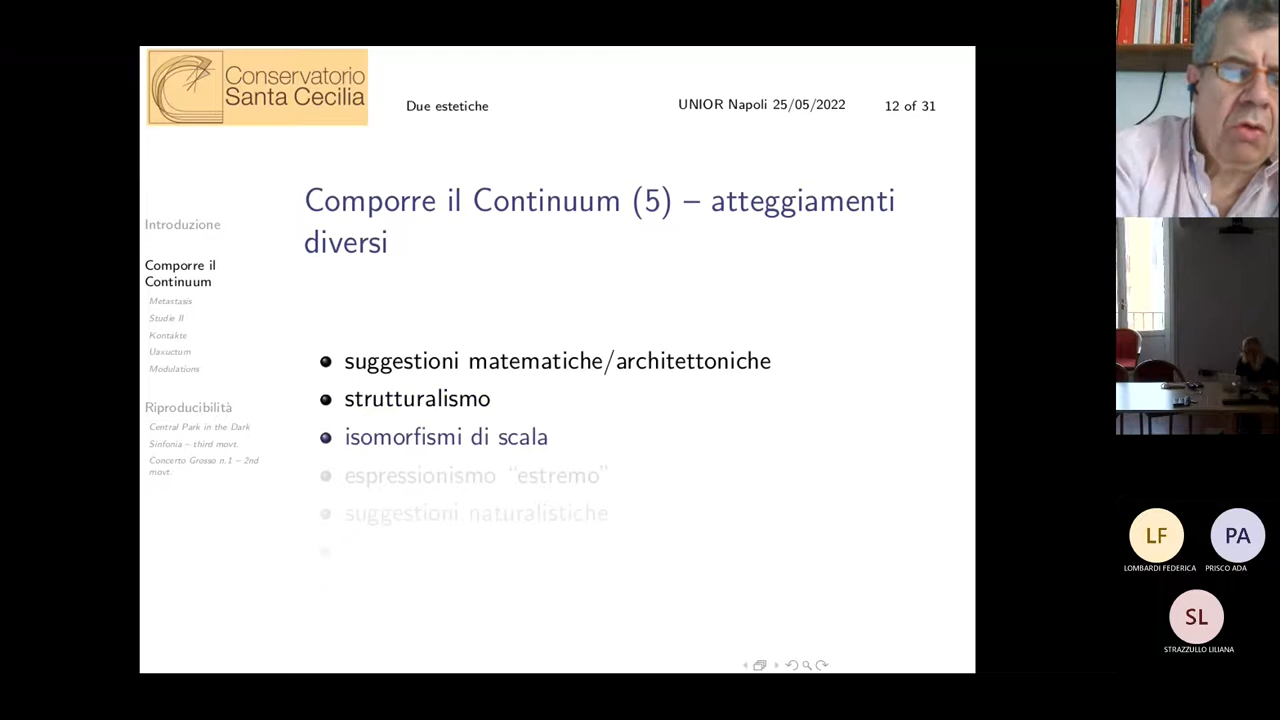 Conservatorio
Santa Cecilia
Due estetiche
UNIOR Napoli 25/05/2022
12 of 31
Comporre il Continuum (5) – atteggiamenti
diversi
Introduzione
Comporre il
Continuum
Metastasis
Studie II
Kontakte
Uaxuctum
Modulations
Riproducibilità
Central Park in the Dark
Sinfonia – third movt.
Concerto Grosso n.1 – 2nd
movt.
suggestioni matematiche/architettoniche
strutturalismo
isomorfismi di scala
espressionismo “estremo”
suggestioni naturalistiche
LF
PA
LOMBARDI FEDERICA
PRISCO ADA
SL
STRAZZULLO LILIANA